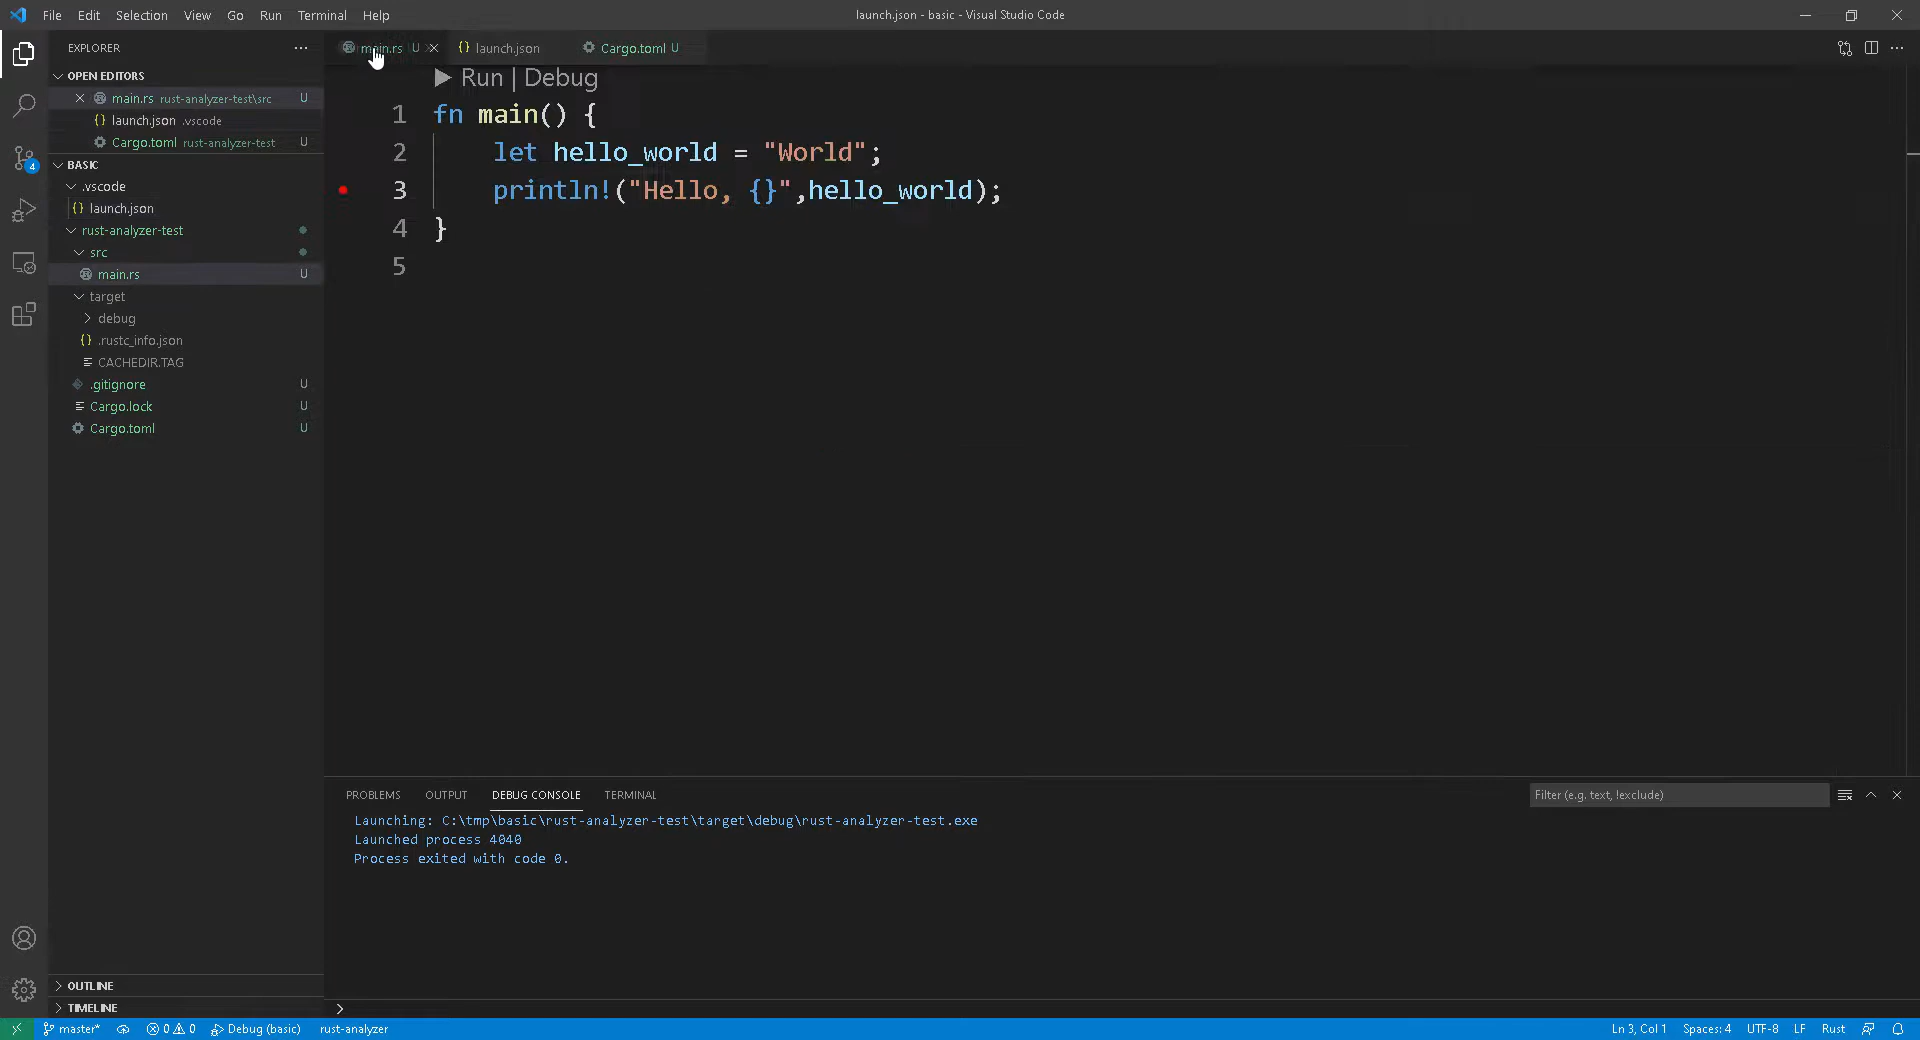 File Edit Selection View Go Run Terminal Help
launch.json - basic - Visual Studio Code
EXPLORER
OPEN EDITORS
main.rs rust-analyzer-test\src U
{} launch.json .vscode
Cargo.toml rust-analyzer-test U
BASIC
.vscode
{} launch.json
rust-analyzer-test
src
main.rs U
target
debug
{} .rustc_info.json
CACHEDIR.TAG
.gitignore U
Cargo.lock U
Cargo.toml U
OUTLINE
TIMELINE
main.rs U {} launch.json Cargo.toml U
Run | Debug
1 fn main() {
2 let hello_world = "World";
3 println!("Hello, {}",hello_world);
4 }
5
PROBLEMS OUTPUT DEBUG CONSOLE TERMINAL
Filter (e.g. text, !exclude)
Launching: C:\tmp\basic\rust-analyzer-test\target\debug\rust-analyzer-test.exe
Launched process 4040
Process exited with code 0.
4
master* 0 0 Debug (basic) rust-analyzer
Ln 3, Col 1 Spaces: 4 UTF-8 LF Rust